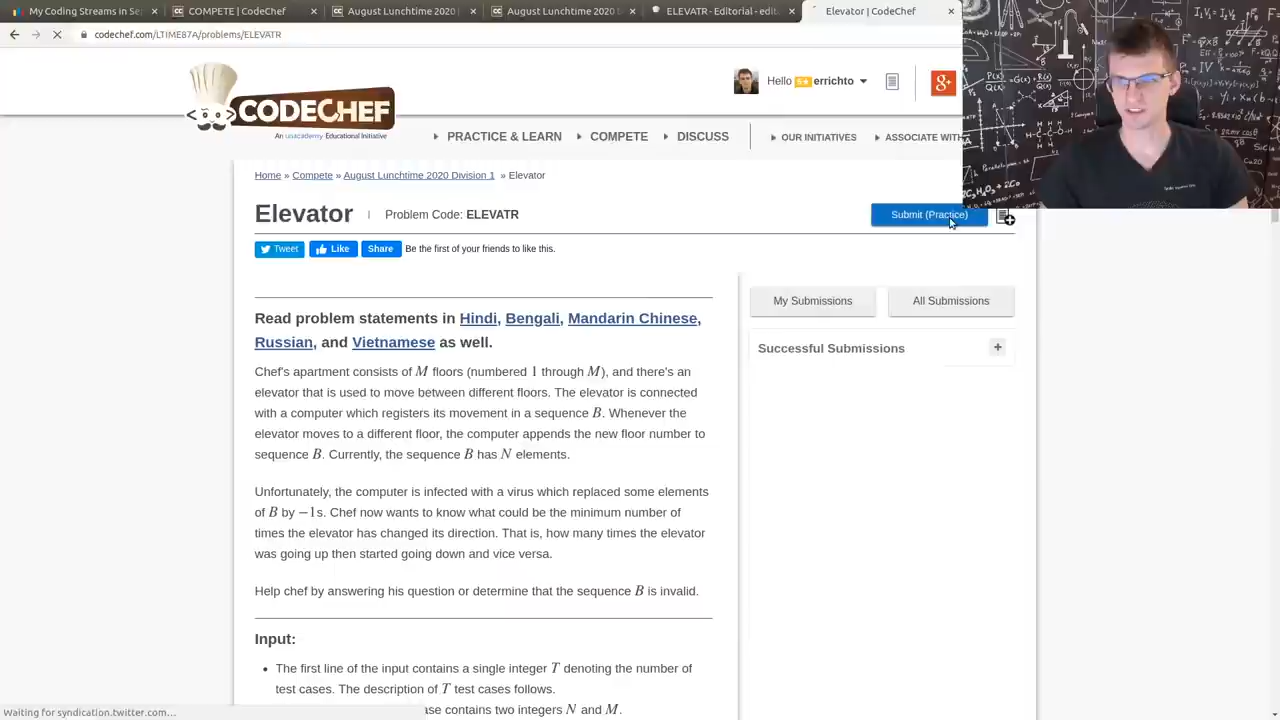 My Coding Streams in Se
COMPETE | CodeChef
August Lunchtime 2020
August Lunchtime 2020
ELEVATR - Editorial - edit
Elevator | CodeChef
codechef.com/LTIME87A/problems/ELEVATR
CODECHEF
An unacademy Educational Initiative
Hello 5★ errichto
g+
PRACTICE & LEARN COMPETE DISCUSS OUR INITIATIVES ASSOCIATE WITH
Home » Compete » August Lunchtime 2020 Division 1 » Elevator
Elevator | Problem Code: ELEVATR
Submit (Practice)
Tweet Like Share Be the first of your friends to like this.
My Submissions
All Submissions
Successful Submissions +
Read problem statements in Hindi, Bengali, Mandarin Chinese,
Russian, and Vietnamese as well.
Chef's apartment consists of M floors (numbered 1 through M), and there's an
elevator that is used to move between different floors. The elevator is connected
with a computer which registers its movement in a sequence B. Whenever the
elevator moves to a different floor, the computer appends the new floor number to
sequence B. Currently, the sequence B has N elements.
Unfortunately, the computer is infected with a virus which replaced some elements
of B by −1s. Chef now wants to know what could be the minimum number of
times the elevator has changed its direction. That is, how many times the elevator
was going up then started going down and vice versa.
Help chef by answering his question or determine that the sequence B is invalid.
Input:
• The first line of the input contains a single integer T denoting the number of
test cases. The description of T test cases follows.
ase contains two integers N and M.
Waiting for syndication.twitter.com...